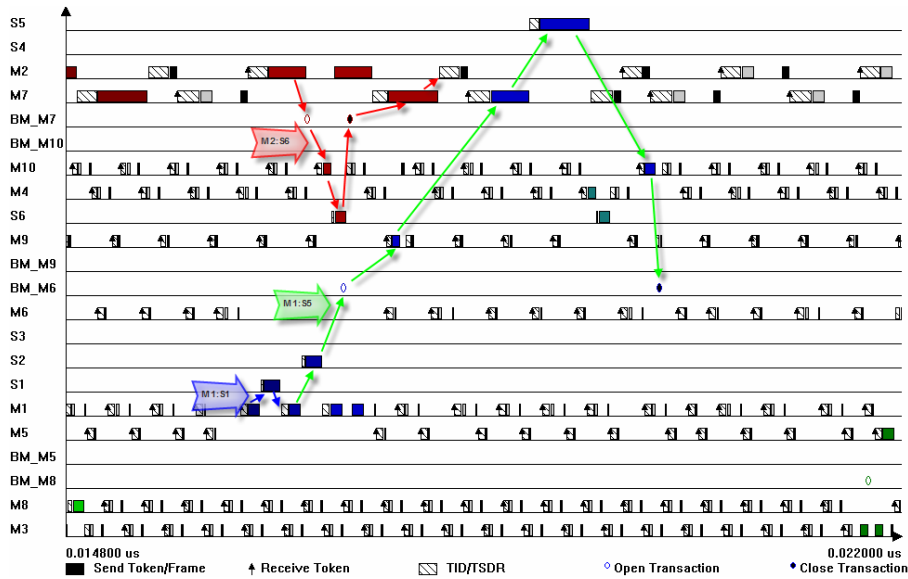 S5
S4
M2
M7
BM_M7
M2:S6
BM_M10
M10
M4
S6
M9
BM_M9
BM_M6
M1:S5
M6
S3
S2
S1
M1:S1
M1
M5
BM_M5
BM_M8
M8
M3
0.014800 us 0.022000 us
Send Token/Frame Receive Token TID/TSDR Open Transaction Close Transaction